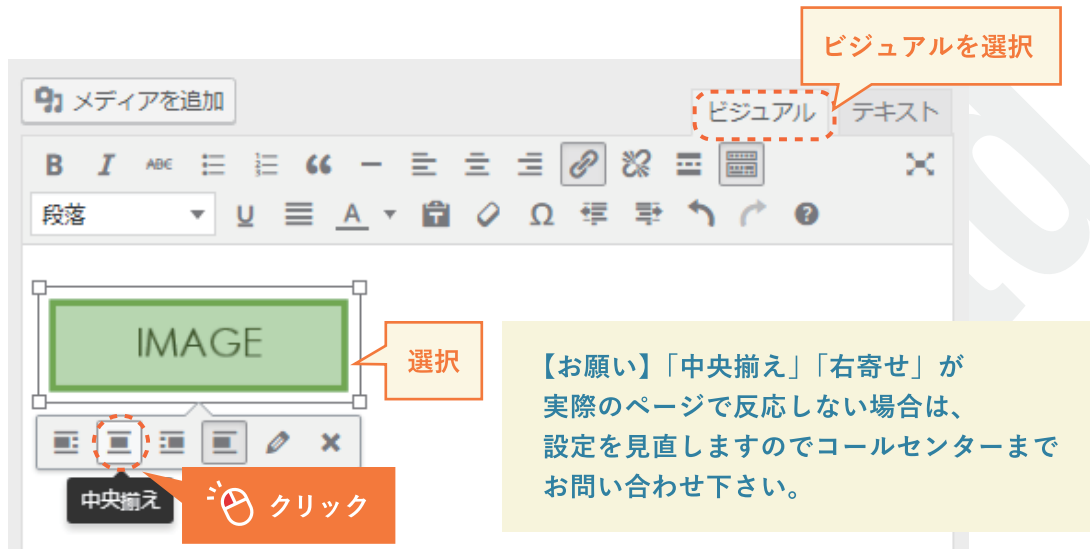 ビジュアルを選択
メディアを追加
ビジュアル
テキスト
B I ABC
段落
U A T Ω ?
IMAGE
選択
中央揃え
クリック
【お願い】「中央揃え」「右寄せ」が
実際のページで反応しない場合は、
設定を見直しますのでコールセンターまで
お問い合わせ下さい。